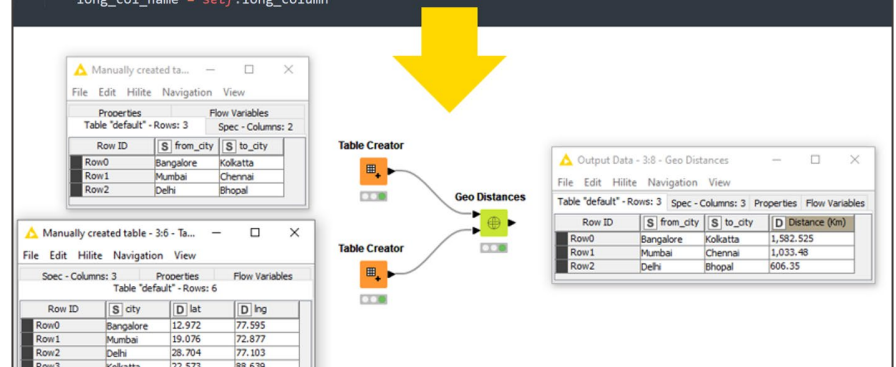 long_col_name = self.long_column
Manually created ta...
File Edit Hilite Navigation View
Properties Flow Variables
Table "default" - Rows: 3 Spec - Columns: 2
Row ID S from_city S to_city
Row0 Bangalore Kolkatta
Row1 Mumbai Chennai
Row2 Delhi Bhopal
Manually created table - 3:6 - Ta...
File Edit Hilite Navigation View
Spec - Columns: 3 Properties Flow Variables
Table "default" - Rows: 6
Row ID S city D lat D lng
Row0 Bangalore 12.972 77.595
Row1 Mumbai 19.076 72.877
Row2 Delhi 28.704 77.103
Row3 Kolkatta 22.573 88.639
Table Creator
Geo Distances
Table Creator
Output Data - 3:8 - Geo Distances
File Edit Hilite Navigation View
Table "default" - Rows: 3 Spec - Columns: 3 Properties Flow Variables
Row ID S from_city S to_city D Distance (Km)
Row0 Bangalore Kolkatta 1,582.525
Row1 Mumbai Chennai 1,033.48
Row2 Delhi Bhopal 606.35